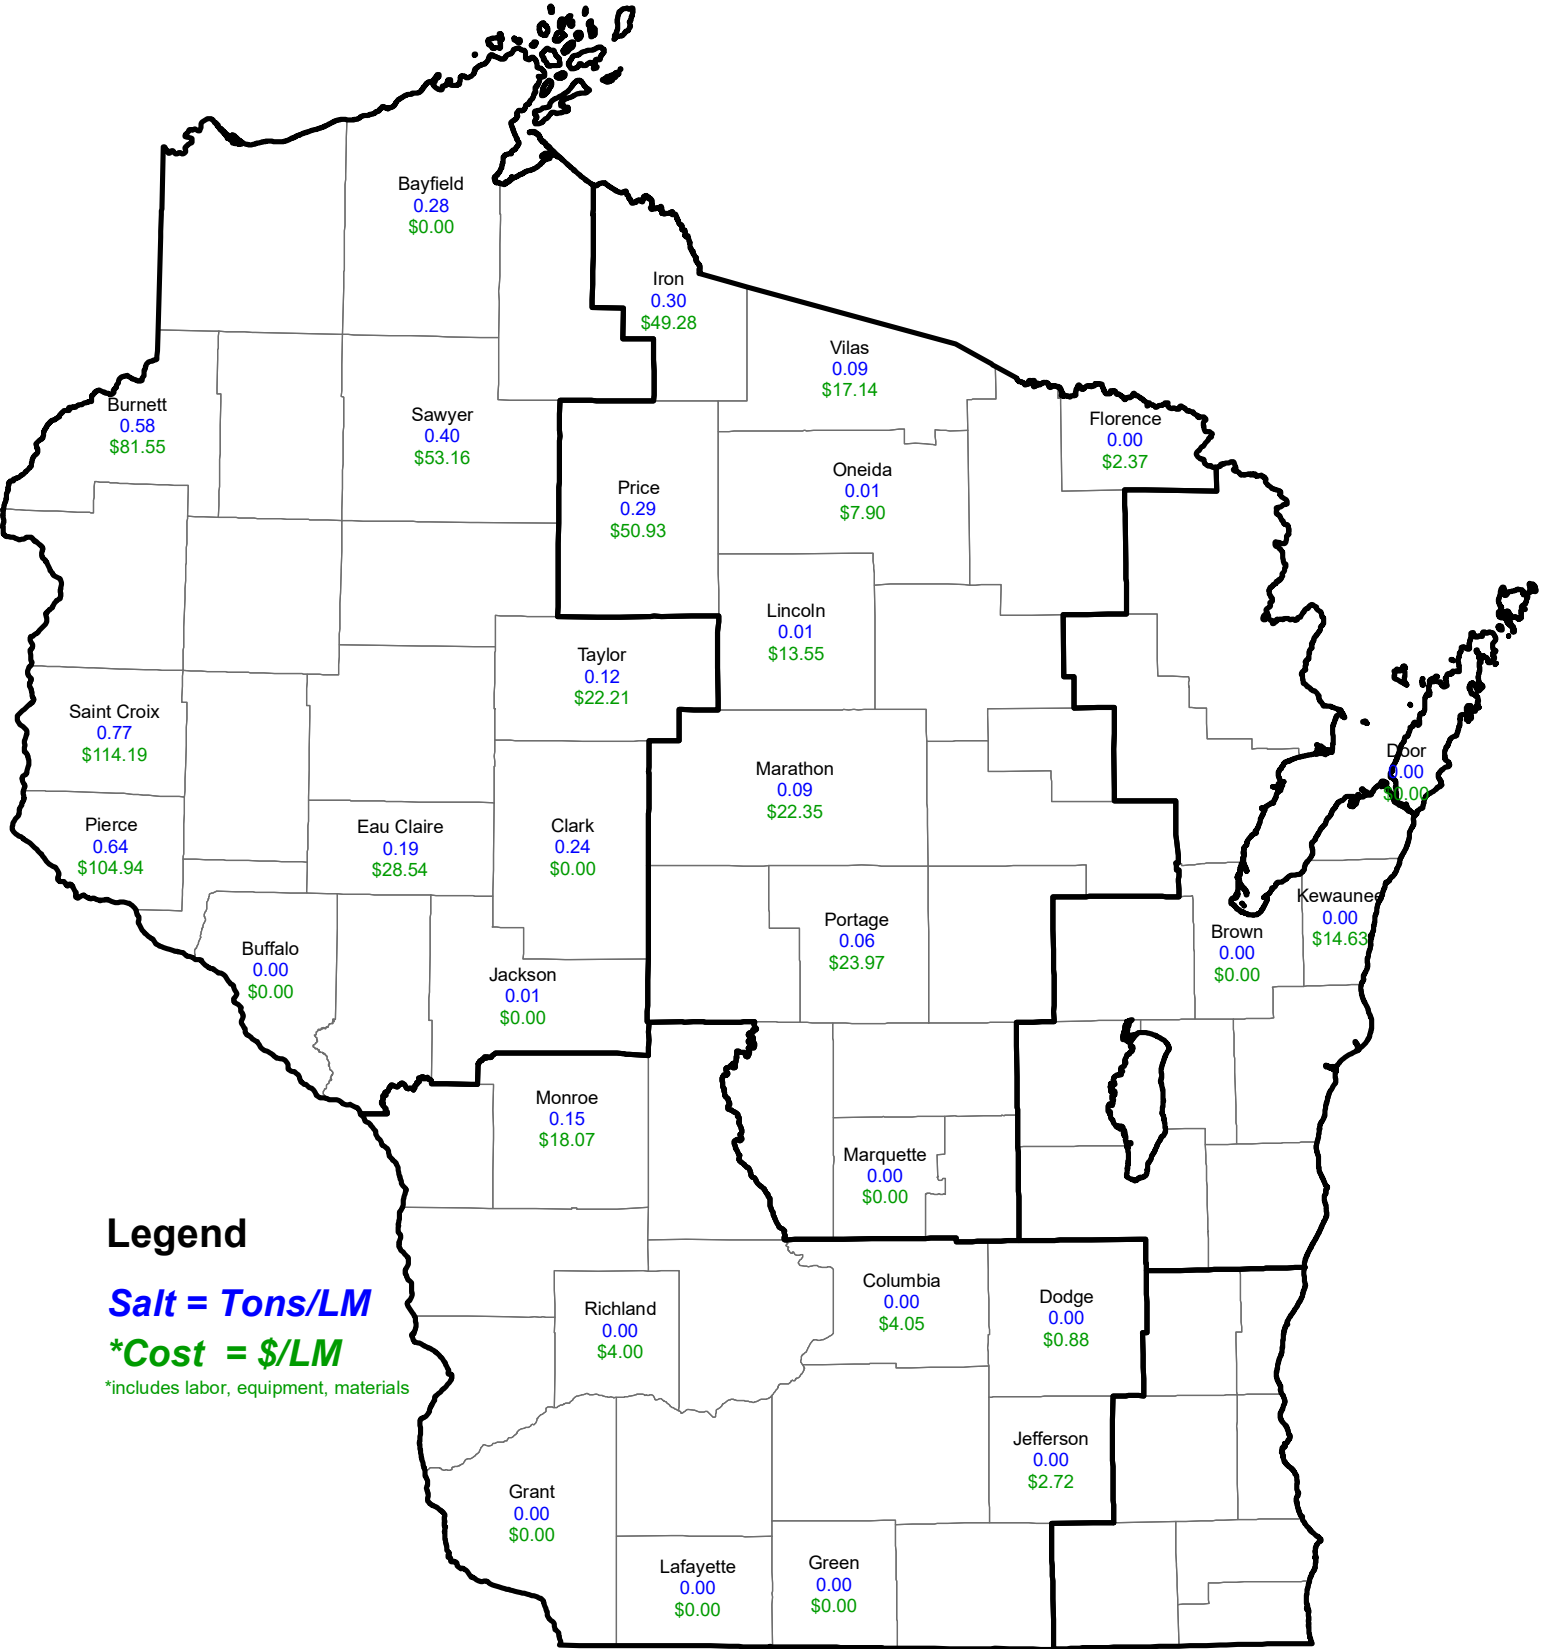 Bayfield
0.28
$0.00
Iron
0.30
$49.28
Vilas
0.09
$17.14
Burnett
0.58
$81.55
Sawyer
0.40
$53.16
Florence
0.00
$2.37
Price
0.29
$50.93
Oneida
0.01
$7.90
Lincoln
0.01
$13.55
Taylor
0.12
$22.21
Saint Croix
0.77
$114.19
Door
0.00
$0.00
Marathon
0.09
$22.35
Pierce
0.64
$104.94
Eau Claire
0.19
$28.54
Clark
0.24
$0.00
Kewaunee
0.00
$14.63
Portage
0.06
$23.97
Brown
0.00
$0.00
Buffalo
0.00
$0.00
Jackson
0.01
$0.00
Monroe
0.15
$18.07
Marquette
0.00
$0.00
Legend
Salt = Tons/LM
*Cost = $/LM
*includes labor, equipment, materials
Columbia
0.00
$4.05
Dodge
0.00
$0.88
Richland
0.00
$4.00
Jefferson
0.00
$2.72
Grant
0.00
$0.00
Lafayette
0.00
$0.00
Green
0.00
$0.00